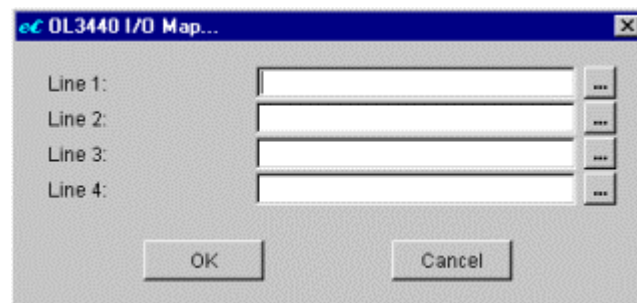 eC OL3440 I/O Map...
Line 1: ...
Line 2: ...
Line 3: ...
Line 4: ...
OK Cancel